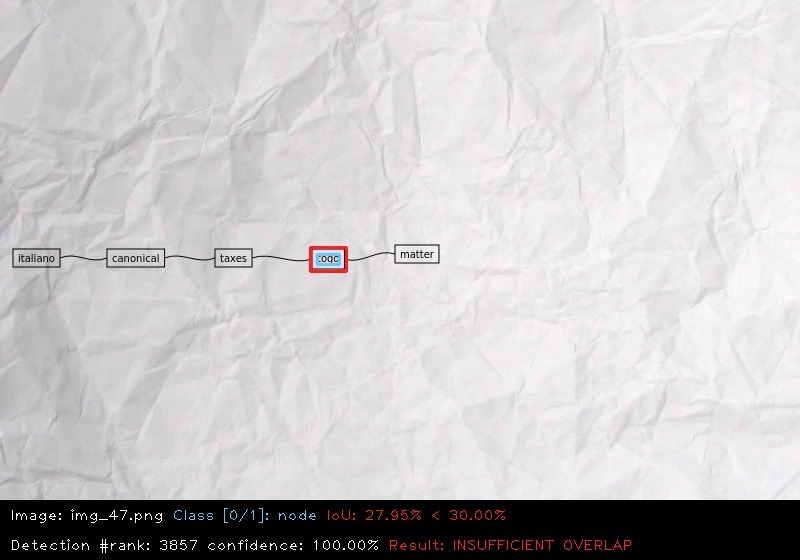 italiano canonical taxes matter
Image: img_47.png Class [0/1]: node IoU: 27.95% < 30.00%
Detection #rank: 3857 confidence: 100.00% Result: INSUFFICIENT OVERLAP